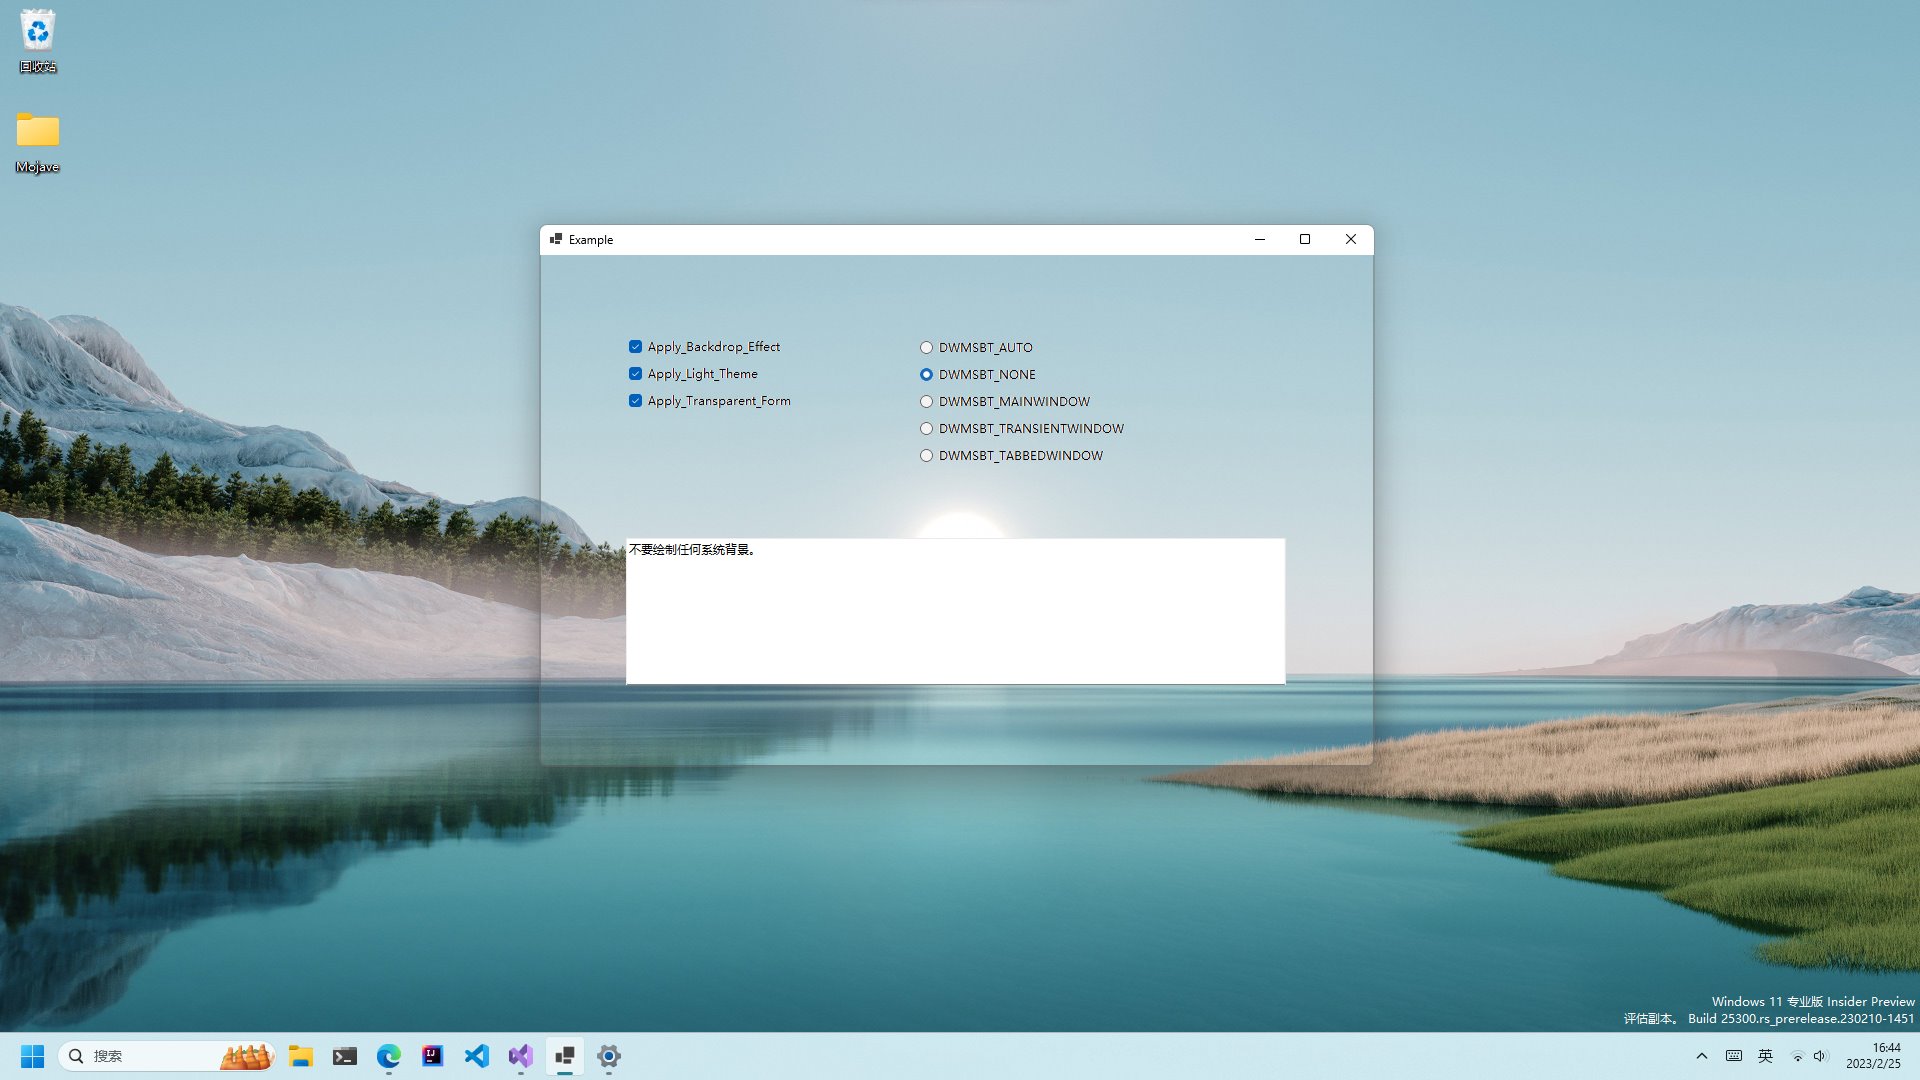 回收站
Mojave
Example
Apply_Backdrop_Effect
Apply_Light_Theme
Apply_Transparent_Form
DWMSBT_AUTO
DWMSBT_NONE
DWMSBT_MAINWINDOW
DWMSBT_TRANSIENTWINDOW
DWMSBT_TABBEDWINDOW
不要绘制任何系统背景。
Windows 11 专业版 Insider Preview
评估副本。 Build 25300.rs_prerelease.230210-1451
搜索
IJ
英
16:44
2023/2/25